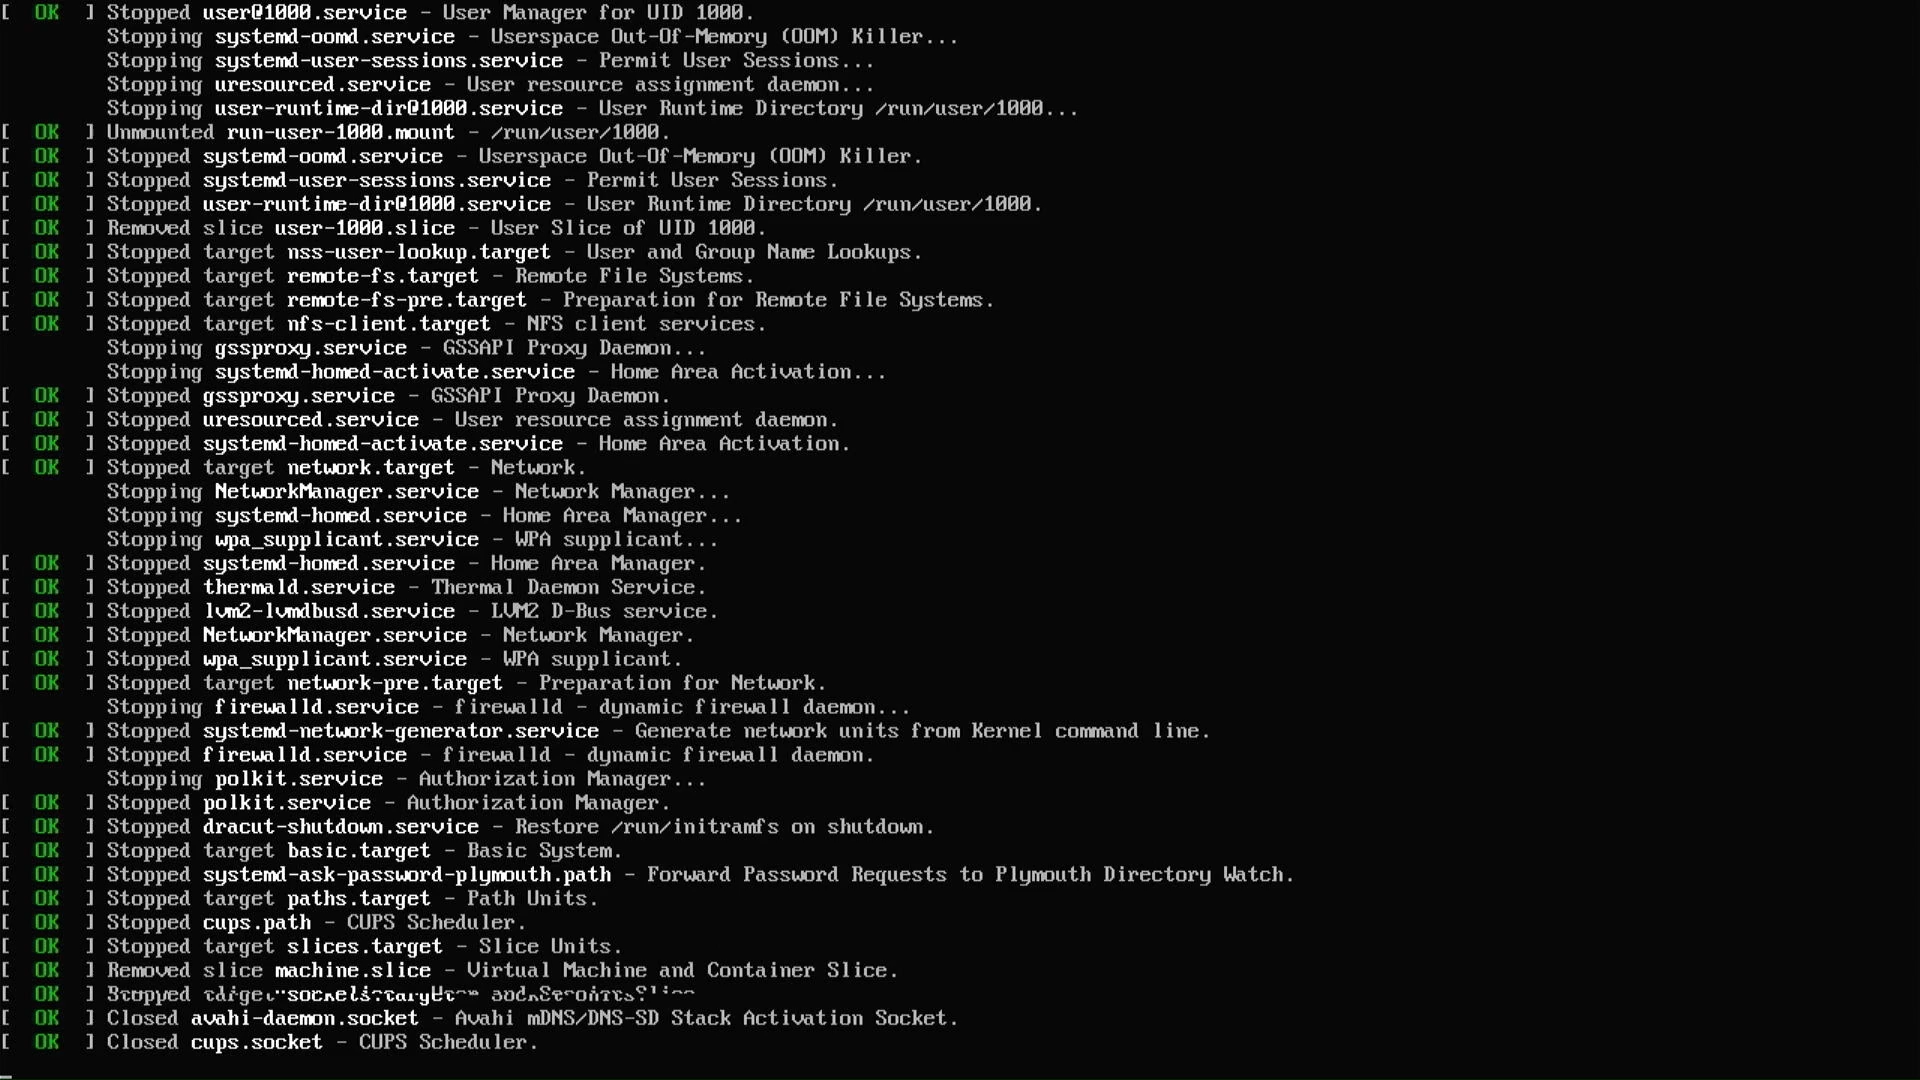 OK ] Stopped user@1000.service - User Manager for UID 1000.
Stopping systemd-oomd.service - Userspace Out-Of-Memory (OOM) Killer...
Stopping systemd-user-sessions.service - Permit User Sessions...
Stopping uresourced.service - User resource assignment daemon...
Stopping user-runtime-dir@1000.service - User Runtime Directory /run/user/1000...
[ OK ] Unmounted run-user-1000.mount - /run/user/1000.
[ OK ] Stopped systemd-oomd.service - Userspace Out-Of-Memory (OOM) Killer.
[ OK ] Stopped systemd-user-sessions.service - Permit User Sessions.
[ OK ] Stopped user-runtime-dir@1000.service - User Runtime Directory /run/user/1000.
[ OK ] Removed slice user-1000.slice - User Slice of UID 1000.
[ OK ] Stopped target nss-user-lookup.target - User and Group Name Lookups.
[ OK ] Stopped target remote-fs.target - Remote File Systems.
[ OK ] Stopped target remote-fs-pre.target - Preparation for Remote File Systems.
[ OK ] Stopped target nfs-client.target - NFS client services.
Stopping gssproxy.service - GSSAPI Proxy Daemon...
Stopping systemd-homed-activate.service - Home Area Activation...
[ OK ] Stopped gssproxy.service - GSSAPI Proxy Daemon.
[ OK ] Stopped uresourced.service - User resource assignment daemon.
[ OK ] Stopped systemd-homed-activate.service - Home Area Activation.
[ OK ] Stopped target network.target - Network.
Stopping NetworkManager.service - Network Manager...
Stopping systemd-homed.service - Home Area Manager...
Stopping wpa_supplicant.service - WPA supplicant...
[ OK ] Stopped systemd-homed.service - Home Area Manager.
[ OK ] Stopped thermald.service - Thermal Daemon Service.
[ OK ] Stopped lvm2-lvmdbusd.service - LVM2 D-Bus service.
[ OK ] Stopped NetworkManager.service - Network Manager.
[ OK ] Stopped wpa_supplicant.service - WPA supplicant.
[ OK ] Stopped target network-pre.target - Preparation for Network.
Stopping firewalld.service - firewalld - dynamic firewall daemon...
[ OK ] Stopped systemd-network-generator.service - Generate network units from Kernel command line.
[ OK ] Stopped firewalld.service - firewalld - dynamic firewall daemon.
Stopping polkit.service - Authorization Manager...
[ OK ] Stopped polkit.service - Authorization Manager.
[ OK ] Stopped dracut-shutdown.service - Restore /run/initramfs on shutdown.
[ OK ] Stopped target basic.target - Basic System.
[ OK ] Stopped systemd-ask-password-plymouth.path - Forward Password Requests to Plymouth Directory Watch.
[ OK ] Stopped target paths.target - Path Units.
[ OK ] Stopped cups.path - CUPS Scheduler.
[ OK ] Stopped target slices.target - Slice Units.
[ OK ] Removed slice machine.slice - Virtual Machine and Container Slice.
[ OK ]
[ OK ] Closed avahi-daemon.socket - Avahi mDNS/DNS-SD Stack Activation Socket.
[ OK ] Closed cups.socket - CUPS Scheduler.